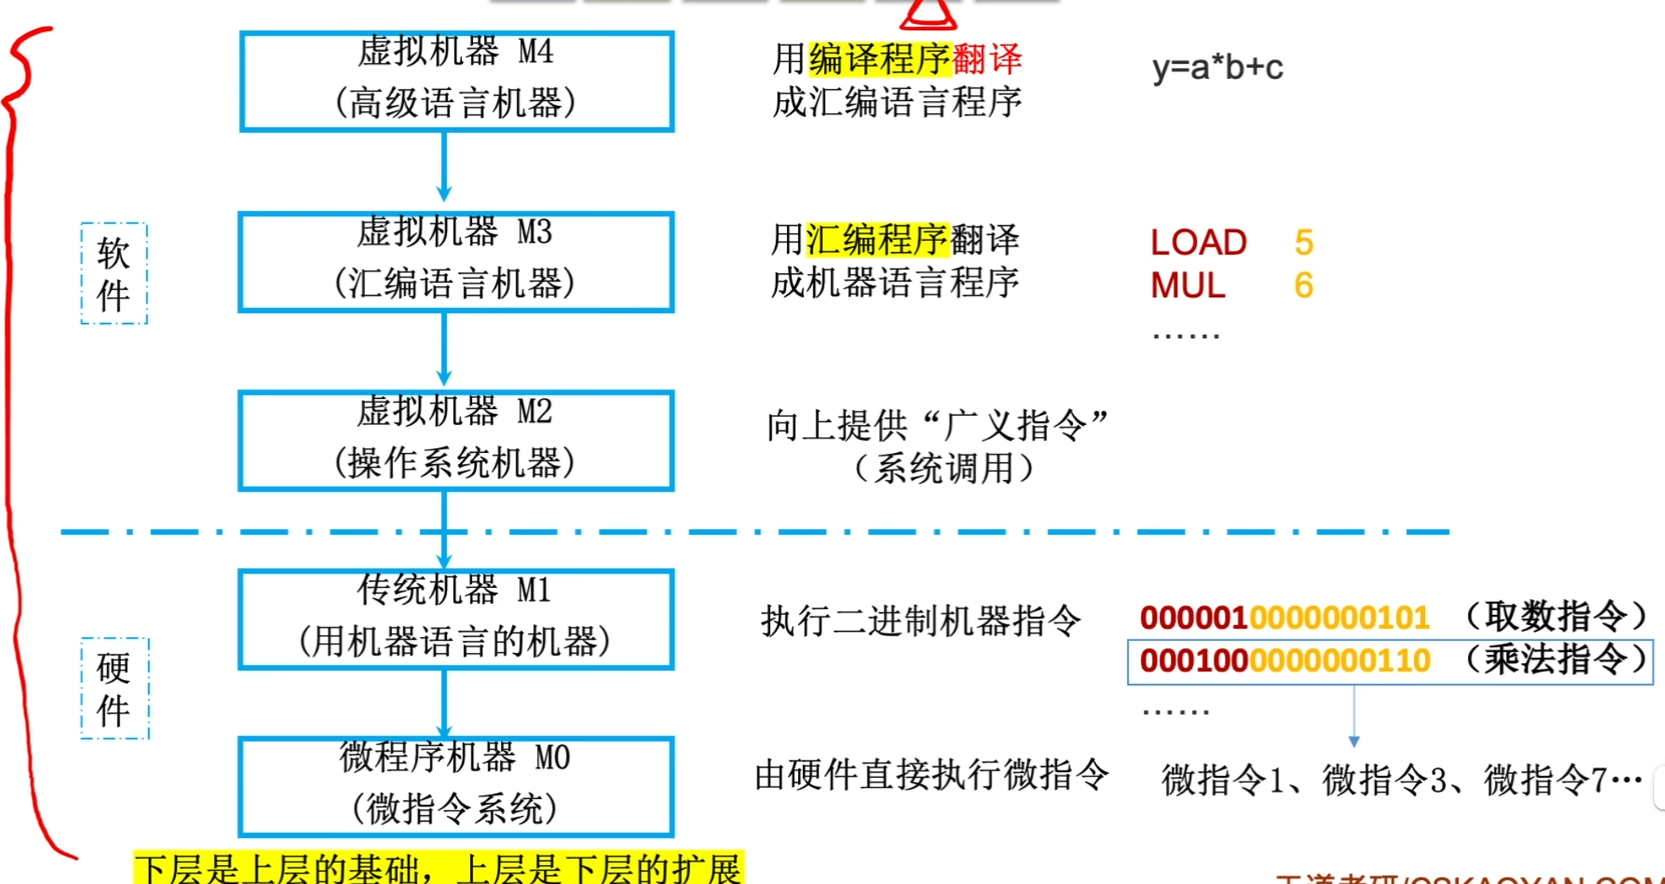 虚拟机器 M4
(高级语言机器)
用编译程序翻译
成汇编语言程序
y=a*b+c
软件
虚拟机器 M3
(汇编语言机器)
用汇编程序翻译
成机器语言程序
LOAD 5
MUL 6
……
虚拟机器 M2
(操作系统机器)
向上提供“广义指令”
（系统调用）
硬件
传统机器 M1
(用机器语言的机器)
执行二进制机器指令
0000010000000101 （取数指令）
0001000000000110 （乘法指令）
……
微程序机器 M0
(微指令系统)
由硬件直接执行微指令
微指令1、微指令3、微指令7…
下层是上层的基础，上层是下层的扩展
王道考研/CSKAOYAN.COM